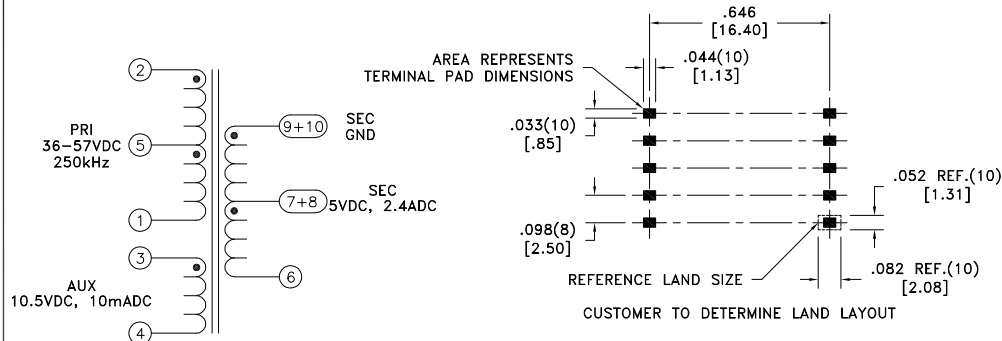 2
PRI
36-57VDC
250kHz
5
1
3
AUX
10.5VDC, 10mADC
4
9+10
SEC
GND
7+8
SEC
5VDC, 2.4ADC
6
.646
[16.40]
AREA REPRESENTS
TERMINAL PAD DIMENSIONS
.044(10)
[1.13]
.033(10)
[.85]
.052 REF.(10)
[1.31]
.098(8)
[2.50]
REFERENCE LAND SIZE
.082 REF.(10)
[2.08]
CUSTOMER TO DETERMINE LAND LAYOUT